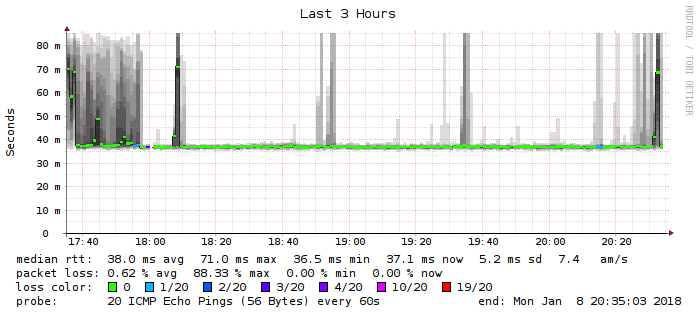 Last 3 Hours
RRDTOOL / TOBI OETIKER
Seconds
80 m
70 m
60 m
50 m
40 m
30 m
20 m
10 m
0
17:40 18:00 18:20 18:40 19:00 19:20 19:40 20:00 20:20
median rtt: 38.0 ms avg 71.0 ms max 36.5 ms min 37.1 ms now 5.2 ms sd 7.4 am/s
packet loss: 0.62 % avg 88.33 % max 0.00 % min 0.00 % now
loss color: 0 1/20 2/20 3/20 4/20 10/20 19/20
probe: 20 ICMP Echo Pings (56 Bytes) every 60s end: Mon Jan 8 20:35:03 2018